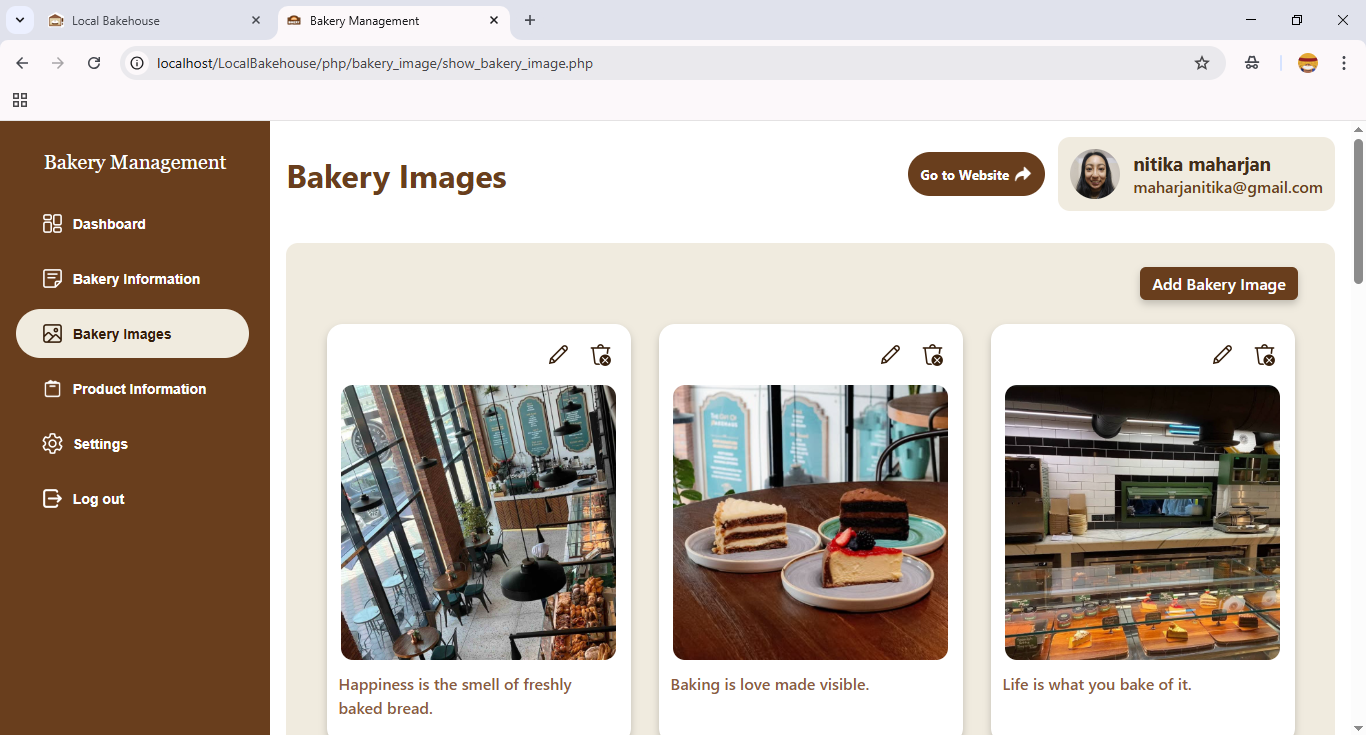 Local Bakehouse
Bakery Management
localhost/LocalBakehouse/php/bakery_image/show_bakery_image.php
Bakery Management
Dashboard
Bakery Information
Bakery Images
Product Information
Settings
Log out
Bakery Images
Go to Website
nitika maharjan
maharjanitika@gmail.com
Add Bakery Image
Happiness is the smell of freshly
baked bread.
Baking is love made visible.
Life is what you bake of it.